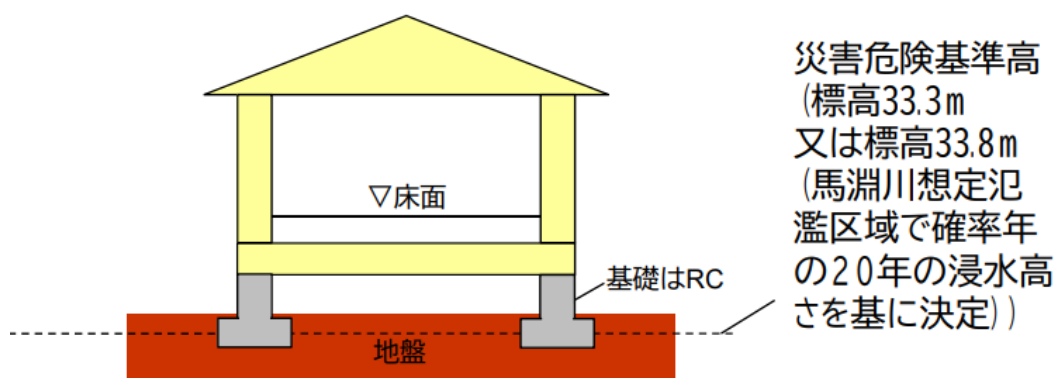 災害危険基準高
(標高33.3m
又は標高33.8m
(馬淵川想定氾
濫区域で確率年
の20年の浸水高
さを基に決定))
▽床面
基礎はRC
地盤